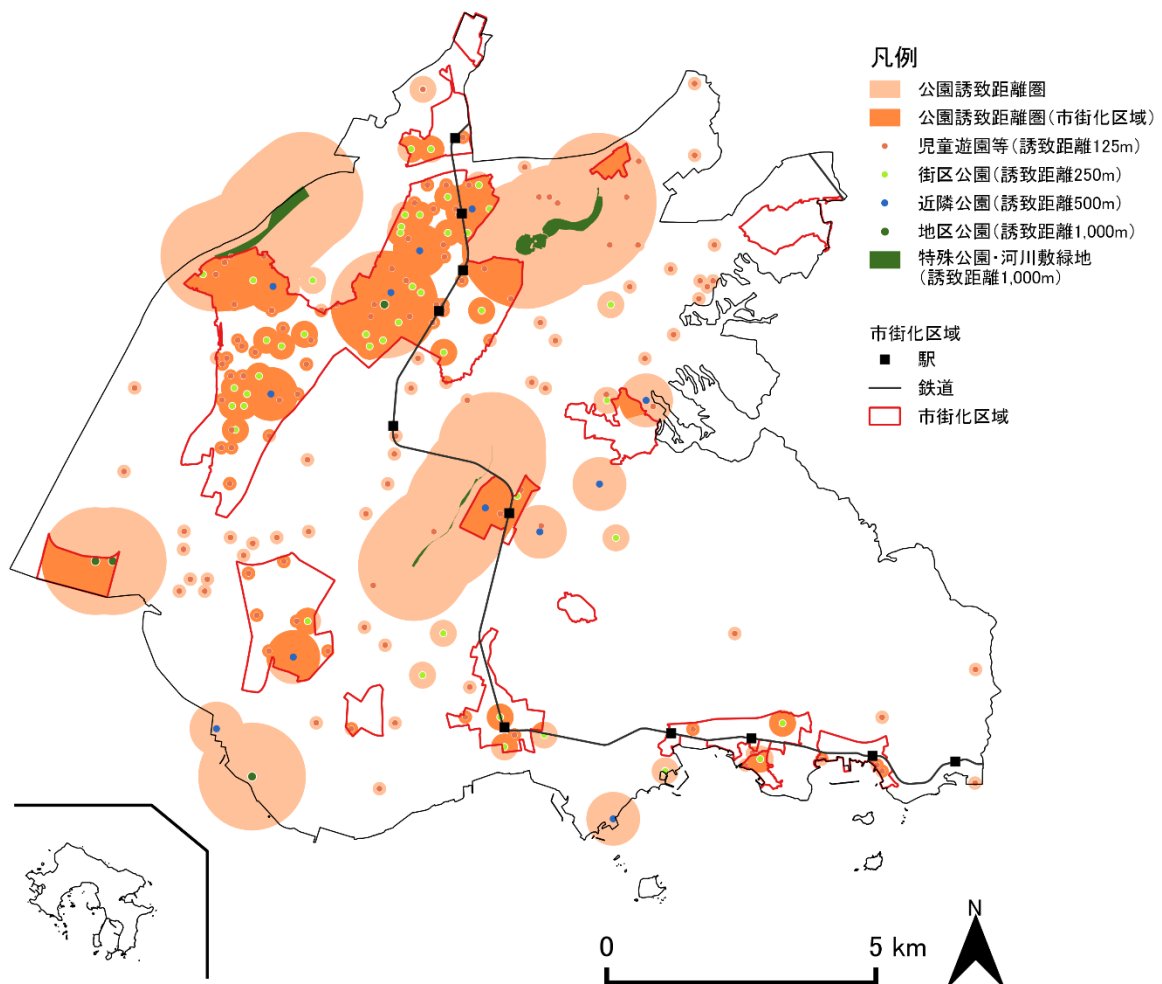 凡例
公園誘致距離圏
公園誘致距離圏(市街化区域)
児童遊園等(誘致距離125m)
街区公園(誘致距離250m)
近隣公園(誘致距離500m)
地区公園(誘致距離1,000m)
特殊公園・河川敷緑地
(誘致距離1,000m)
市街化区域
駅
鉄道
市街化区域
N
0 5 km